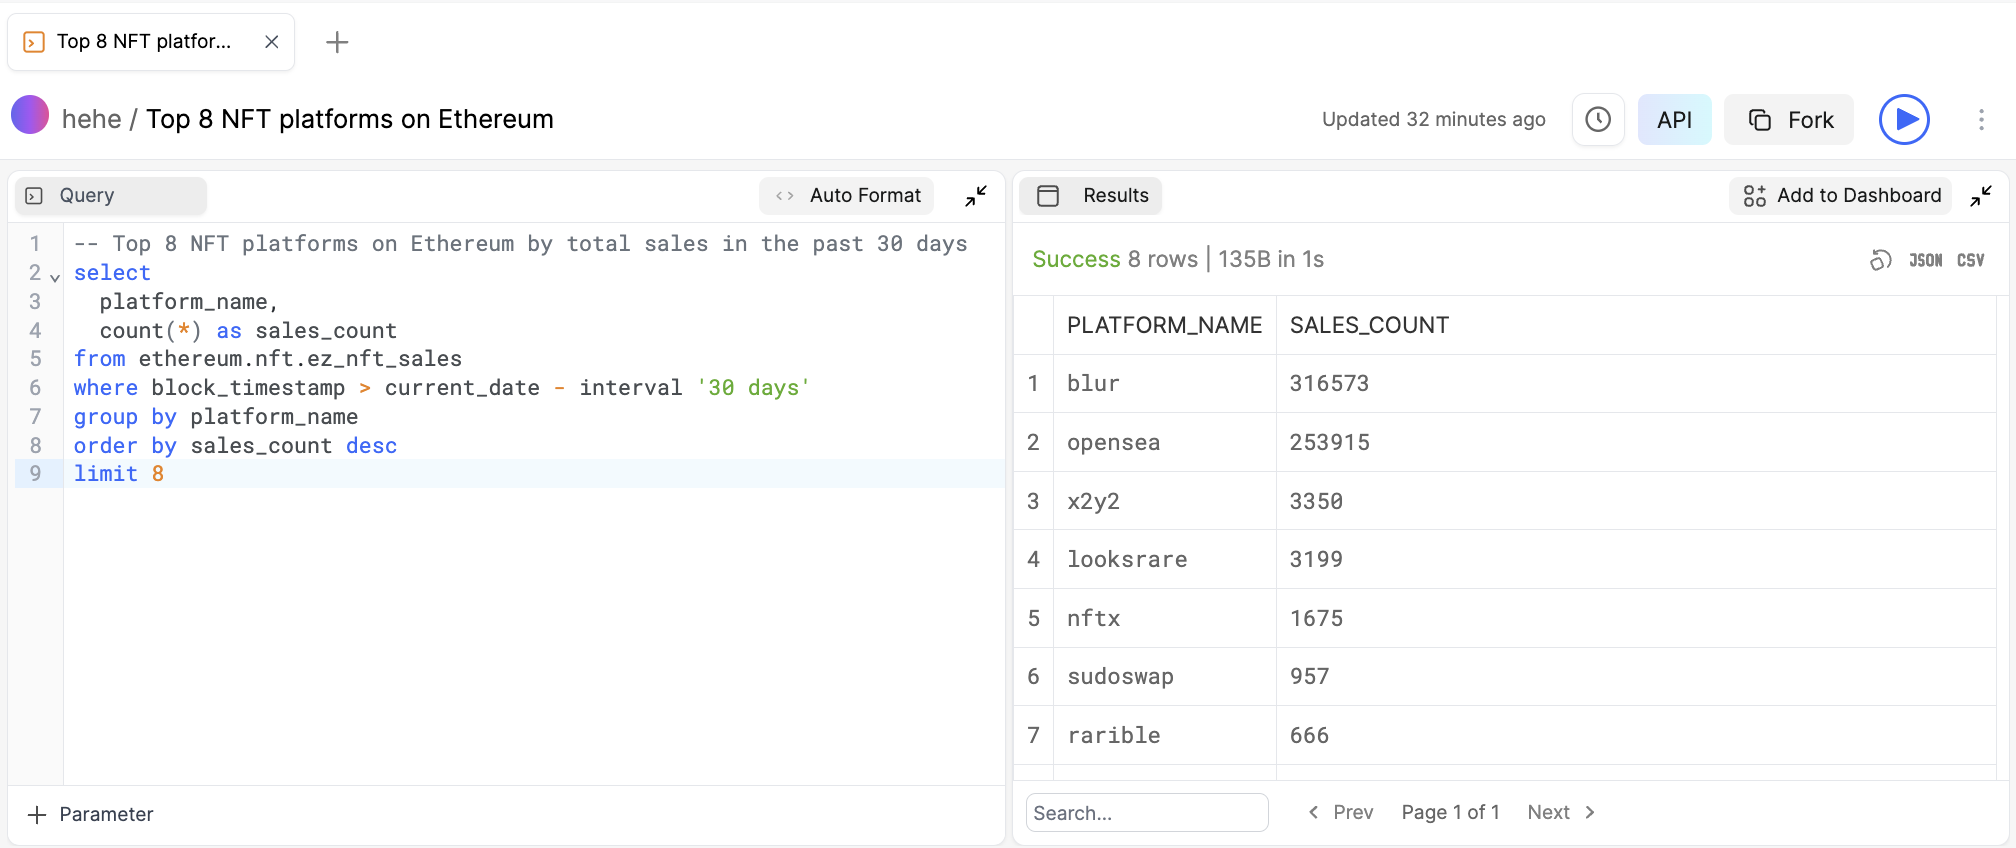 Top 8 NFT platfor...
hehe / Top 8 NFT platforms on Ethereum
Updated 32 minutes ago
API
Fork
Query
Auto Format
1 -- Top 8 NFT platforms on Ethereum by total sales in the past 30 days
2 select
3 platform_name,
4 count(*) as sales_count
5 from ethereum.nft.ez_nft_sales
6 where block_timestamp > current_date - interval '30 days'
7 group by platform_name
8 order by sales_count desc
9 limit 8
Parameter
Results
Add to Dashboard
Success 8 rows | 135B in 1s
JSON CSV
PLATFORM_NAME SALES_COUNT
1 blur 316573
2 opensea 253915
3 x2y2 3350
4 looksrare 3199
5 nftx 1675
6 sudoswap 957
7 rarible 666
Search...
Prev Page 1 of 1 Next